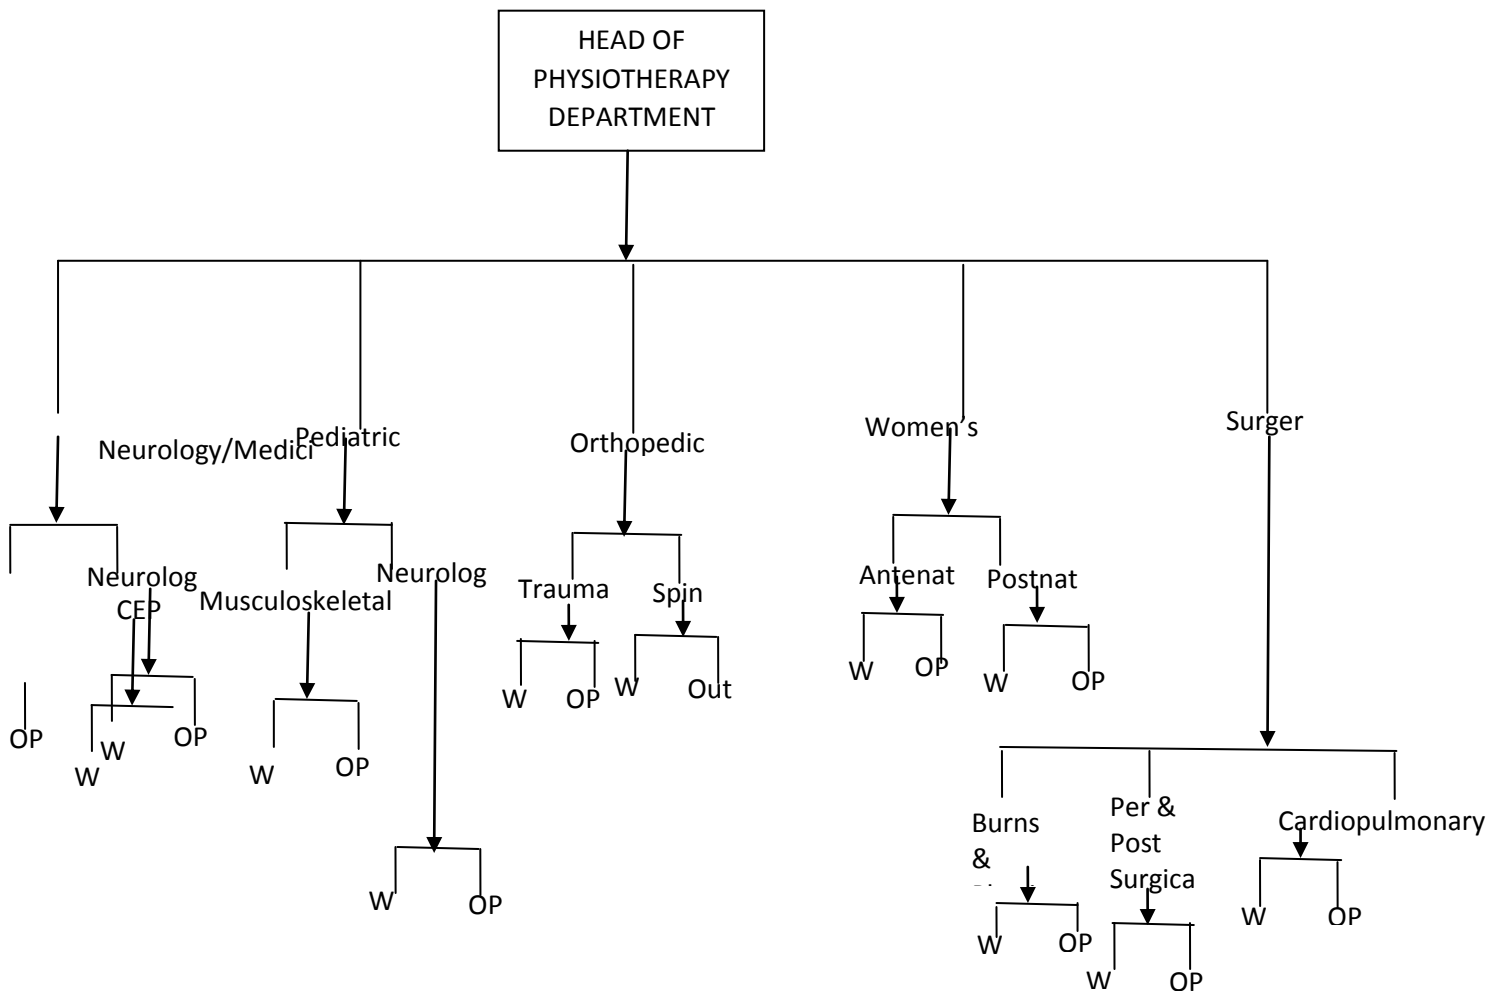 HEAD OF
PHYSIOTHERAPY
DEPARTMENT
Neurology/Medici
Pediatric
Orthopedic
Women’s
Surger
Neurolog
CEP
Musculoskeletal
Neurolog
Trauma
Spin
Antenat
Postnat
OP
W
W
OP
W
OP
W
OP
W
OP
W
Out
W
OP
W
OP
Burns
&
Per &
Post
Surgica
Cardiopulmonary
W
OP
W
OP
W
OP